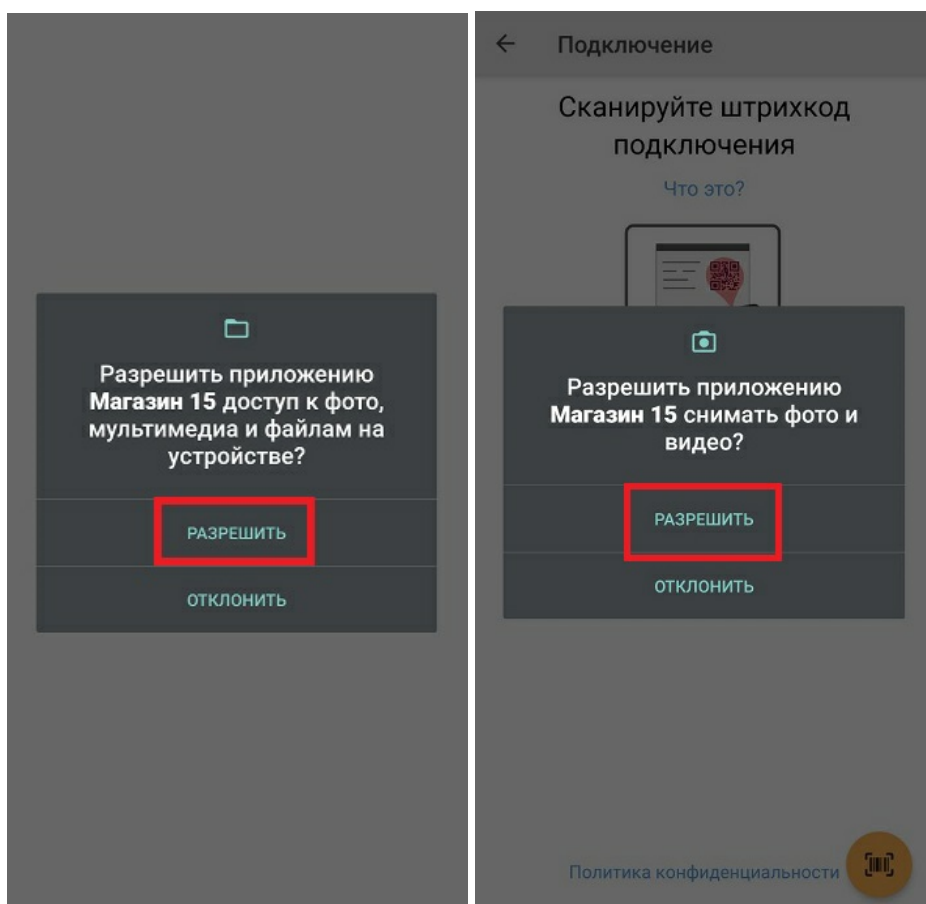 Разрешить приложению
Магазин 15 доступ к фото,
мультимедиа и файлам на
устройстве?
РАЗРЕШИТЬ
ОТКЛОНИТЬ
Подключение
Сканируйте штрихкод
подключения
Что это?
Разрешить приложению
Магазин 15 снимать фото и
видео?
РАЗРЕШИТЬ
ОТКЛОНИТЬ
Политика конфиденциальности